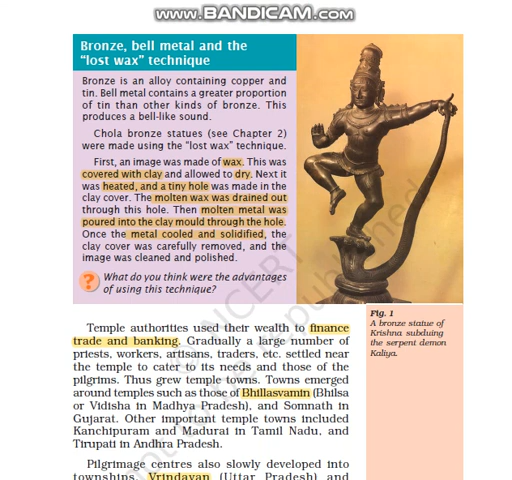 www.BANDICAM.com
Bronze, bell metal and the
“lost wax” technique
Bronze is an alloy containing copper and
tin. Bell metal contains a greater proportion
of tin than other kinds of bronze. This
produces a bell-like sound.
Chola bronze statues (see Chapter 2)
were made using the “lost wax” technique.
First, an image was made of wax. This was
covered with clay and allowed to dry. Next it
was heated, and a tiny hole was made in the
clay cover. The molten wax was drained out
through this hole. Then molten metal was
poured into the clay mould through the hole.
Once the metal cooled and solidified, the
clay cover was carefully removed, and the
image was cleaned and polished.
? What do you think were the advantages
of using this technique?
Fig. 1
A bronze statue of
Krishna subduing
the serpent demon
Kaliya.
Temple authorities used their wealth to finance
trade and banking. Gradually a large number of
priests, workers, artisans, traders, etc. settled near
the temple to cater to its needs and those of the
pilgrims. Thus grew temple towns. Towns emerged
around temples such as those of Bhillasvamin (Bhilsa
or Vidisha in Madhya Pradesh), and Somnath in
Gujarat. Other important temple towns included
Kanchipuram and Madurai in Tamil Nadu, and
Tirupati in Andhra Pradesh.
Pilgrimage centres also slowly developed into
townships. Vrindavan (Uttar Pradesh) and